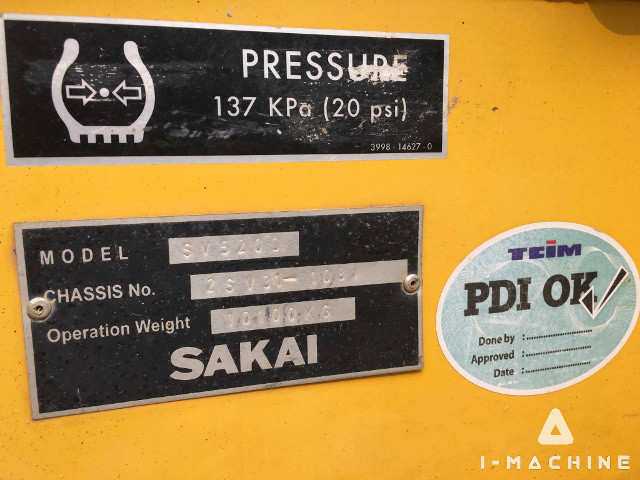 PRESSURE
137 KPa (20 psi)
3998-14627-0
MODEL
CHASSIS No.
Operation Weight 10100KG
SAKAI
TCIM
PDI OK
Done by :
Approved :
Date :
I-MACHINE